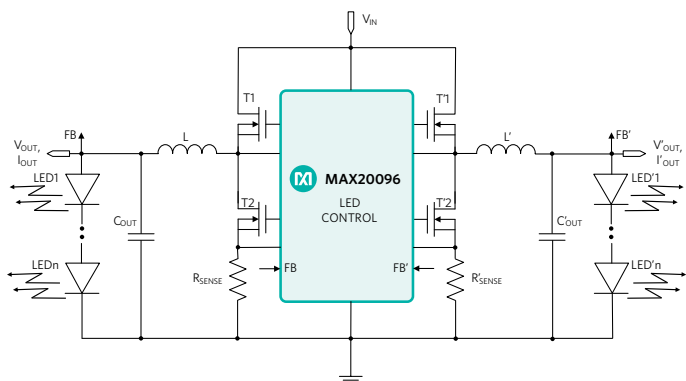 VIN
T1
T'1
FB
L
L'
FB'
VOUT,
IOUT
V'OUT,
I'OUT
LED1
LED'1
MAX20096
LED
CONTROL
T2
T'2
COUT
C'OUT
LEDn
LED'n
RSENSE
FB
FB'
R'SENSE